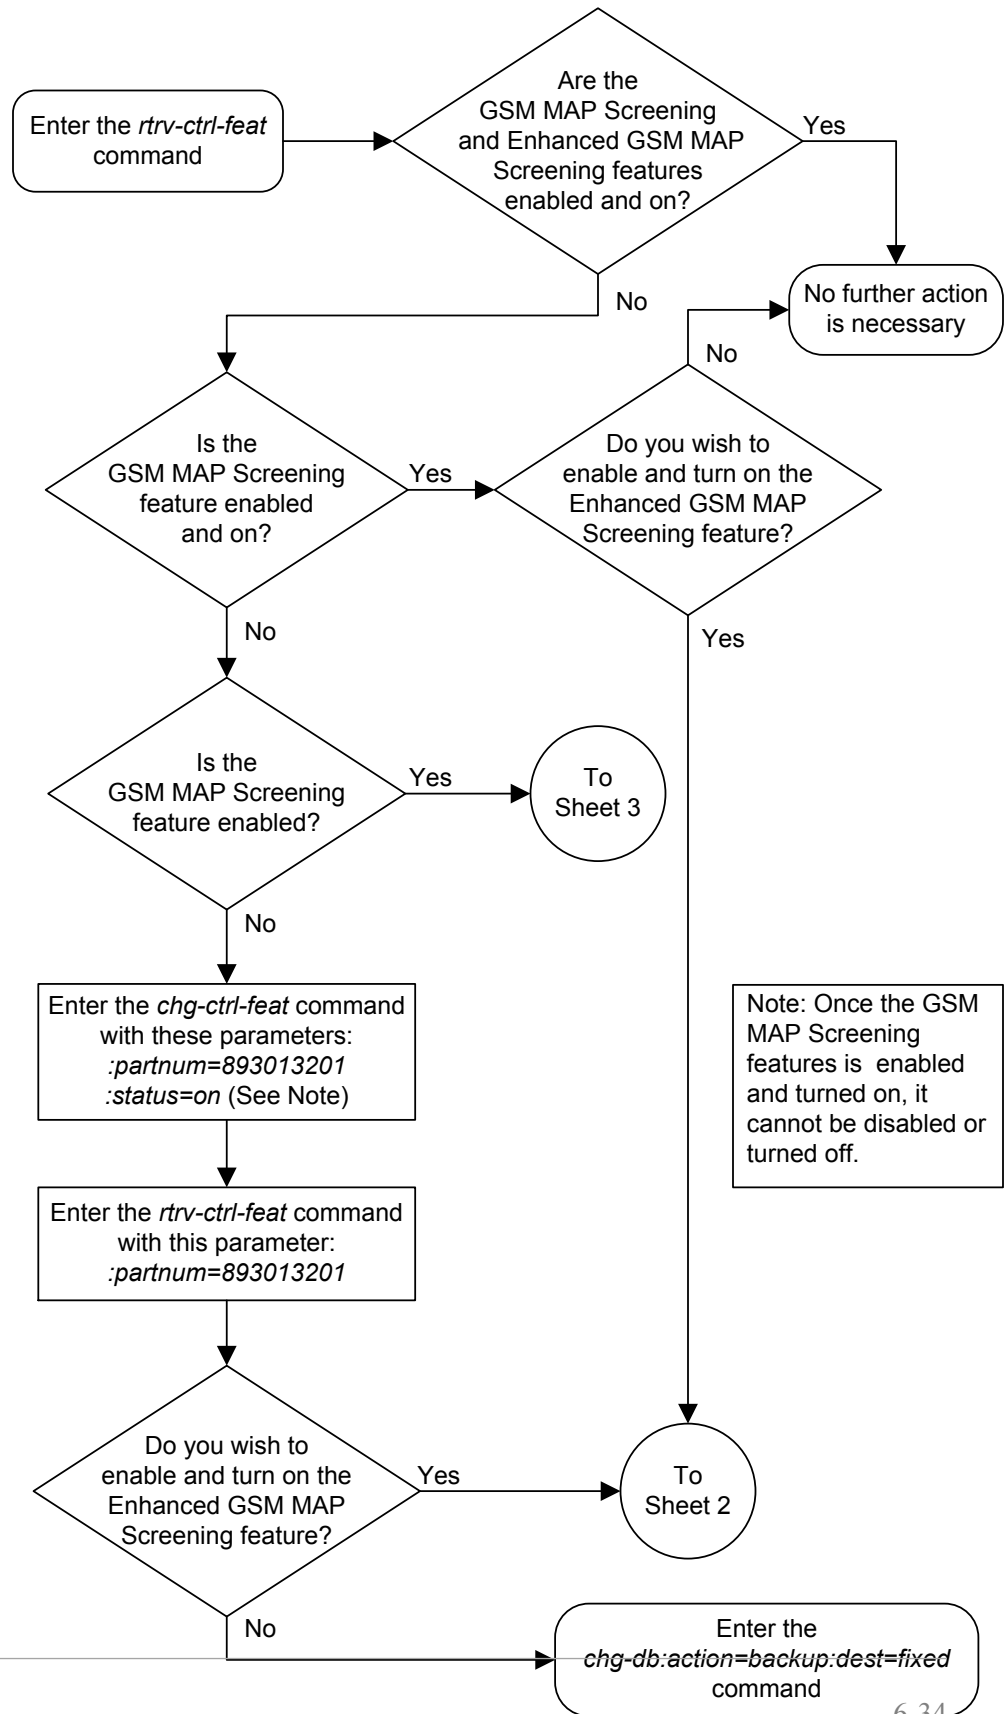 Enter the rtrv-ctrl-feat
command
Are the
GSM MAP Screening
and Enhanced GSM MAP
Screening features
enabled and on?
Yes
No further action
is necessary
No
No
Is the
GSM MAP Screening
feature enabled
and on?
Yes
Do you wish to
enable and turn on the
Enhanced GSM MAP
Screening feature?
No
Yes
Is the
GSM MAP Screening
feature enabled?
Yes
To
Sheet 3
No
Enter the chg-ctrl-feat command
with these parameters:
:partnum=893013201
:status=on (See Note)
Note: Once the GSM
MAP Screening
features is  enabled
and turned on, it
cannot be disabled or
turned off.
Enter the rtrv-ctrl-feat command
with this parameter:
:partnum=893013201
Do you wish to
enable and turn on the
Enhanced GSM MAP
Screening feature?
Yes
To
Sheet 2
No
Enter the
chg-db:action=backup:dest=fixed
command
6-34